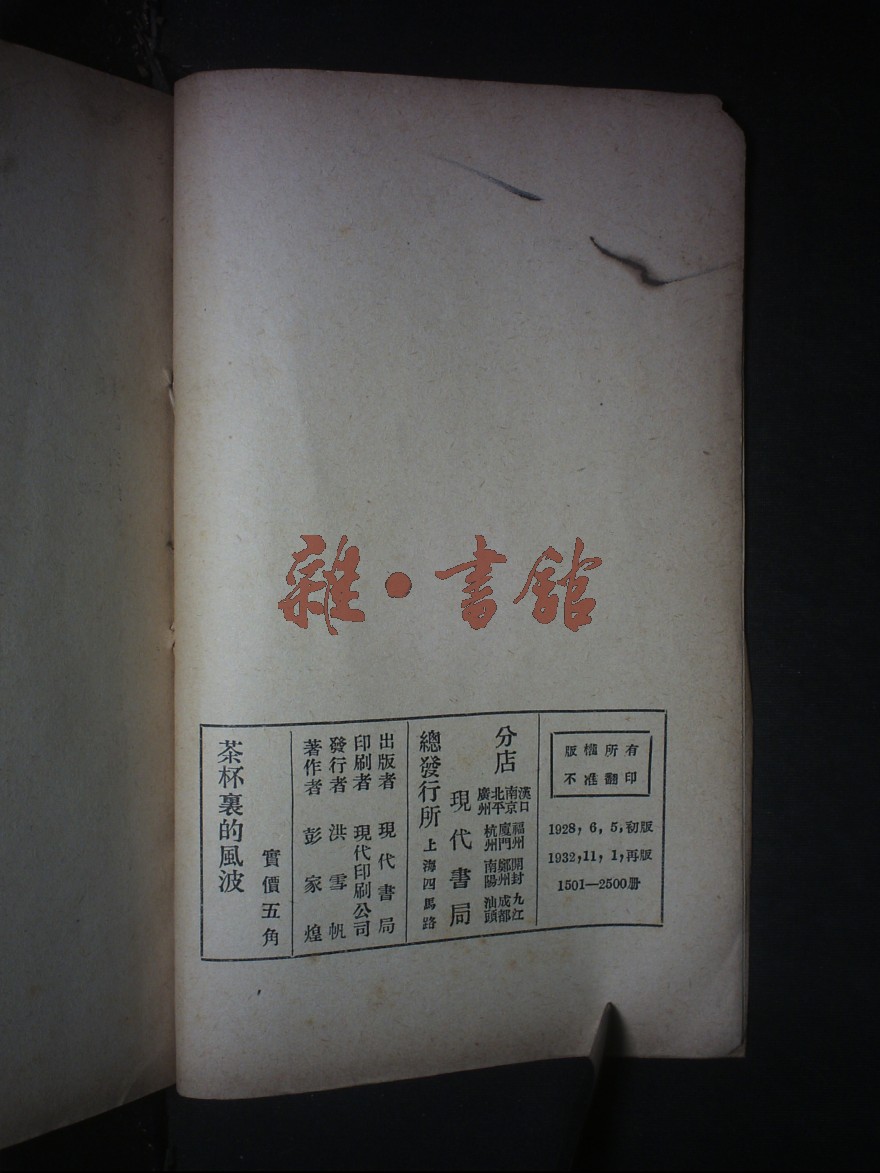 雜•書館
版權所有
不准翻印
1928，6，5，初版
1932，11，1，再版
1501—2500册
分店
漢口 福州 開封 九江
南京 廈門 鄭州 成都
北平 杭州 南陽 汕頭
廣州
現代書局
總發行所 上海四馬路
出版者 現代書局
印刷者 現代印刷公司
發行者 洪雪帆
著作者 彭家煌
實價五角
茶杯裏的風波